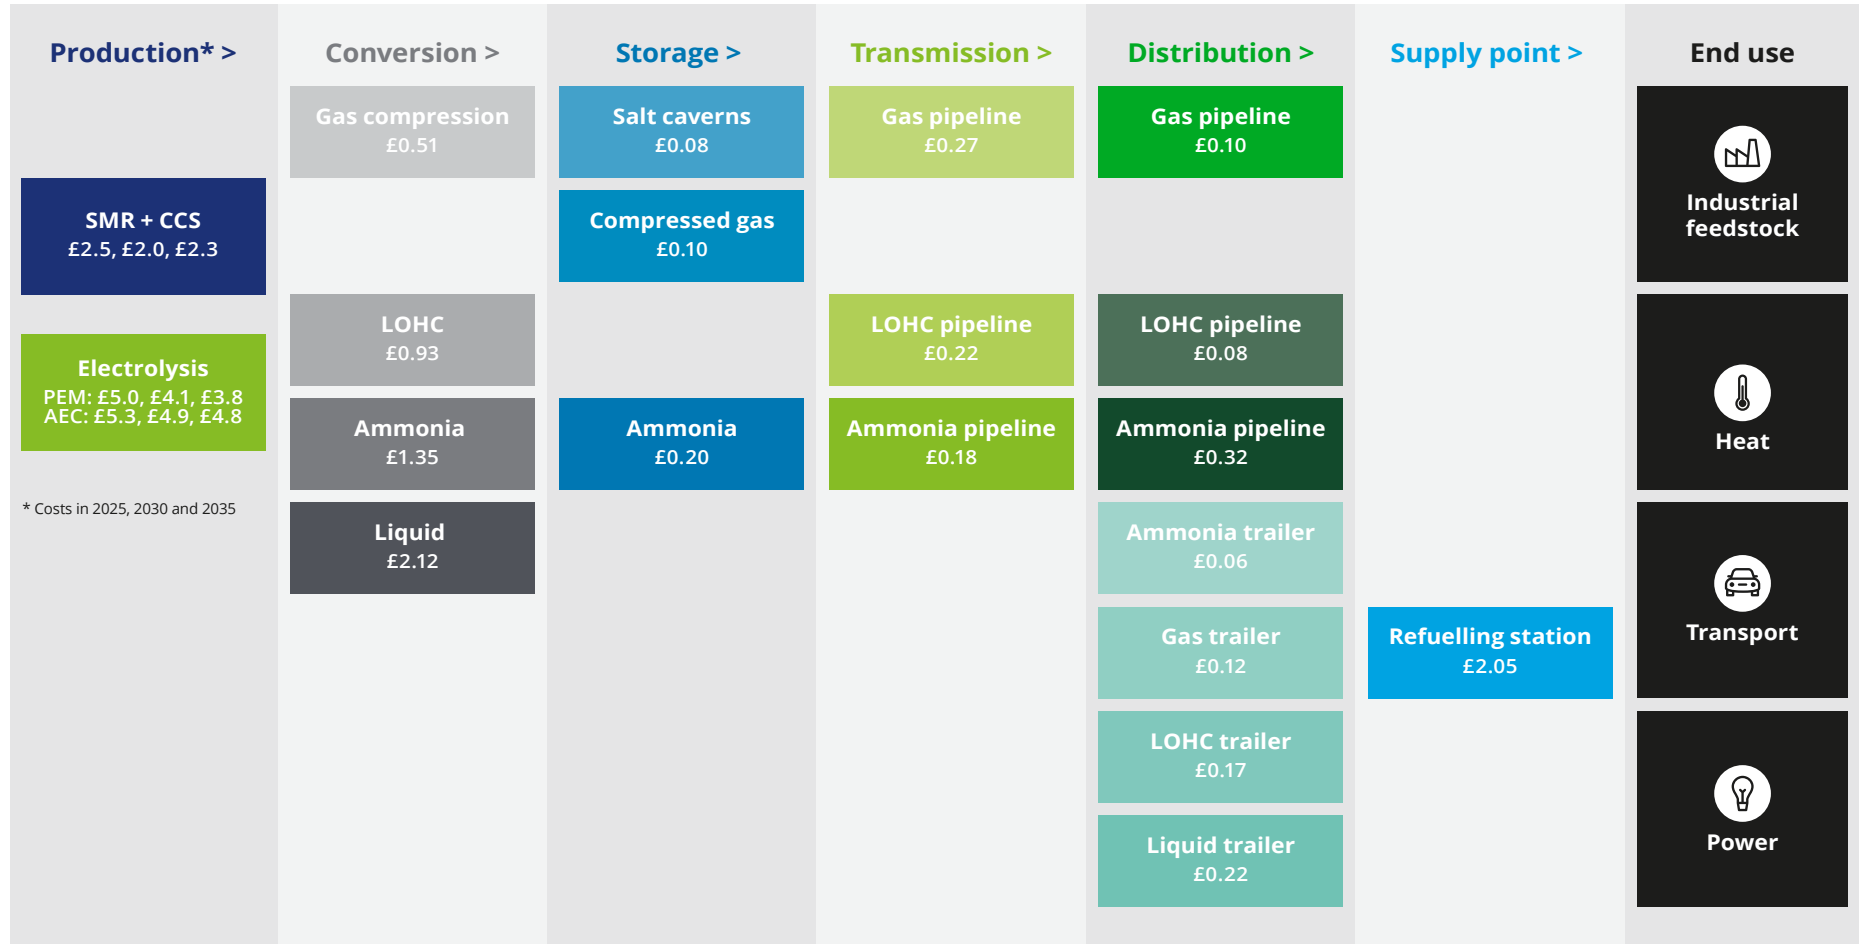 Production* >
Conversion >
Storage >
Transmission >
Distribution >
Supply point >
End use
SMR + CCS
£2.5, £2.0, £2.3
Electrolysis
PEM: £5.0, £4.1, £3.8
AEC: £5.3, £4.9, £4.8
* Costs in 2025, 2030 and 2035
Gas compression
£0.51
LOHC
£0.93
Ammonia
£1.35
Liquid
£2.12
Salt caverns
£0.08
Compressed gas
£0.10
Ammonia
£0.20
Gas pipeline
£0.27
LOHC pipeline
£0.22
Ammonia pipeline
£0.18
Gas pipeline
£0.10
LOHC pipeline
£0.08
Ammonia pipeline
£0.32
Ammonia trailer
£0.06
Gas trailer
£0.12
LOHC trailer
£0.17
Liquid trailer
£0.22
Refuelling station
£2.05
Industrial
feedstock
Heat
Transport
Power